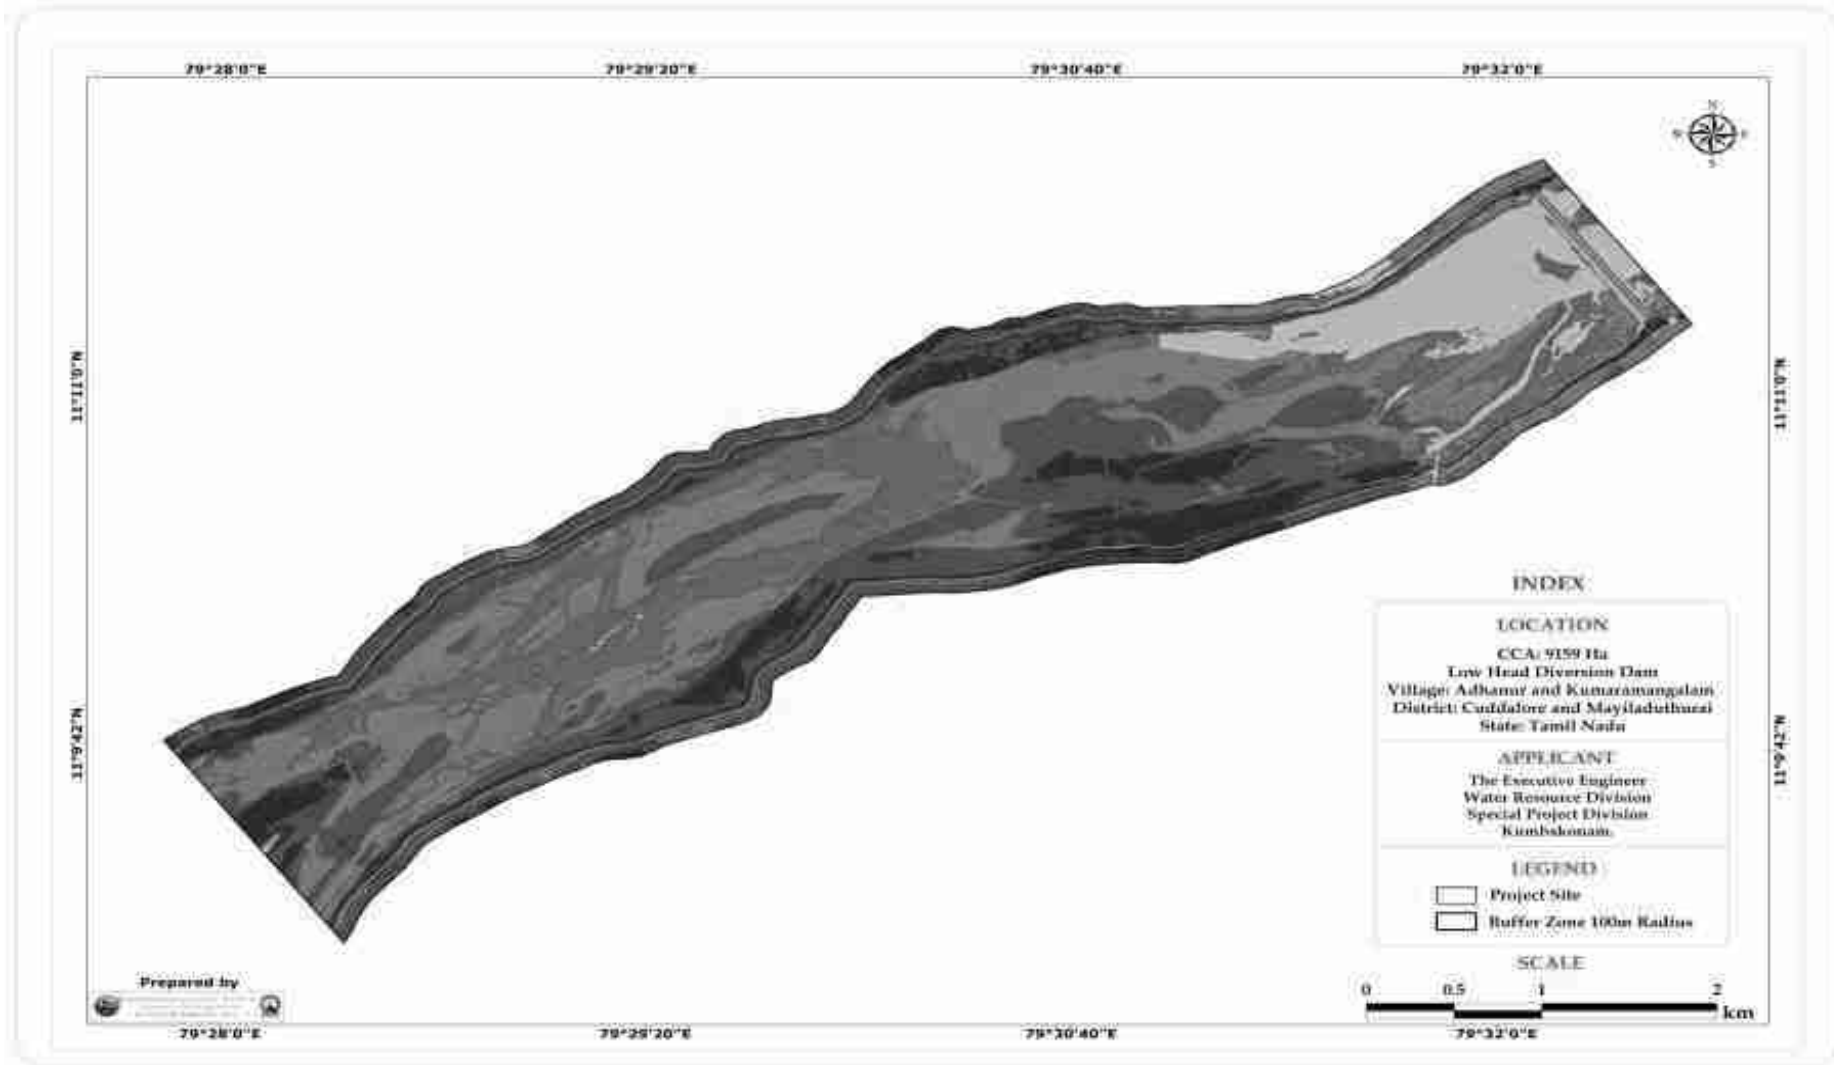 79°28'0"E 79°29'20"E 79°30'40"E 79°32'0"E
N
E
S
11°11'0"N
11°11'0"N
11°9'42"N
11°9'42"N
INDEX
LOCATION
CCA: 9159 Ha
Low Head Diversion Dam
Village: Adhanur and Kumaramangalam
District: Cuddalore and Mayiladuthurai
State: Tamil Nadu
APPLICANT
The Executive Engineer
Water Resource Division
Special Project Division
Kumbakonam.
LEGEND
Project Site
Buffer Zone 100m Radius
SCALE
0 0.5 1 2
km
Prepared by
79°28'0"E 79°29'20"E 79°30'40"E 79°32'0"E